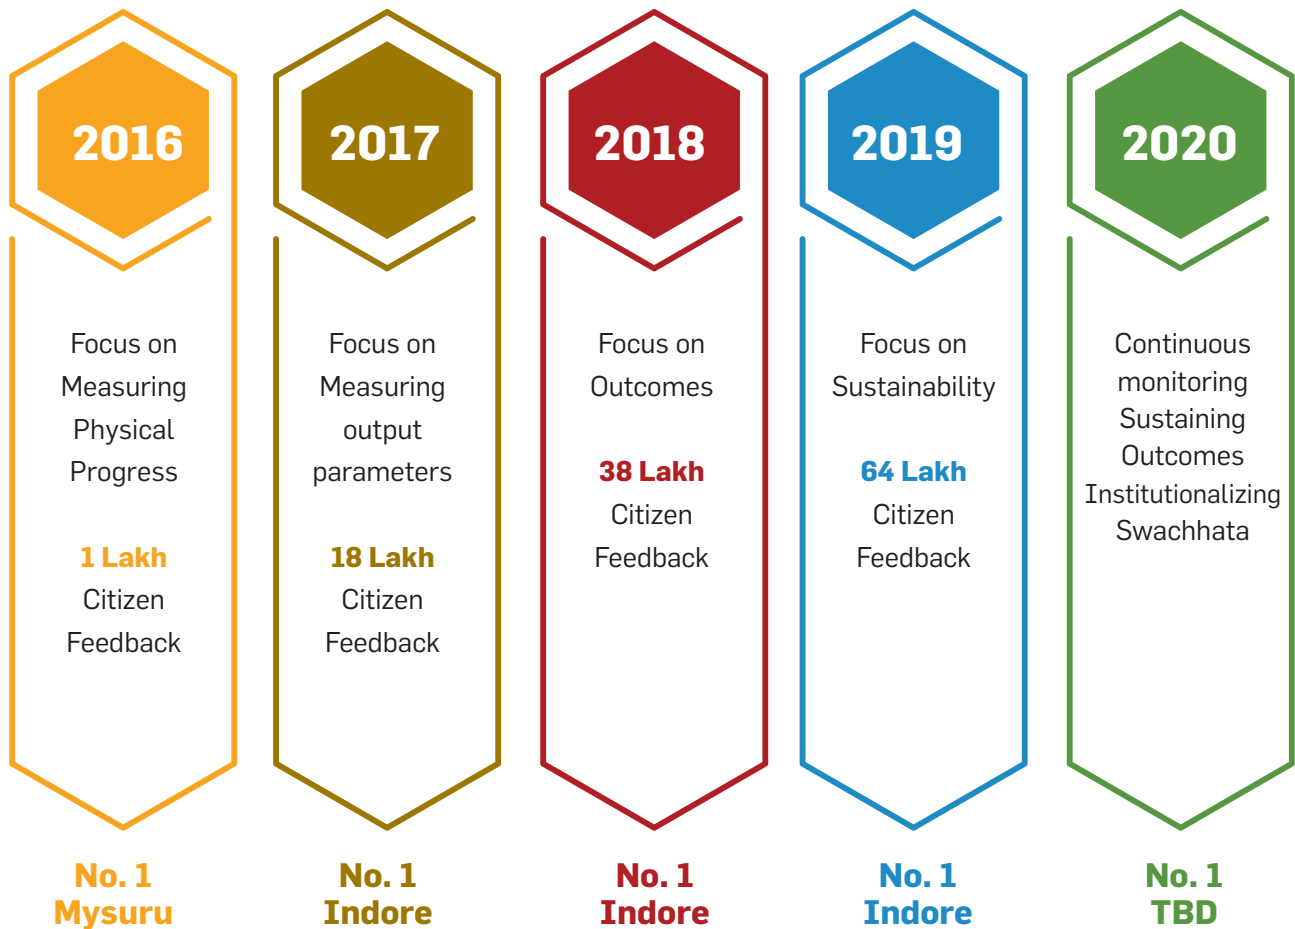 2016
Focus on
Measuring
Physical
Progress
1 Lakh
Citizen
Feedback
No. 1
Mysuru
2017
Focus on
Measuring
output
parameters
18 Lakh
Citizen
Feedback
No. 1
Indore
2018
Focus on
Outcomes
38 Lakh
Citizen
Feedback
No. 1
Indore
2019
Focus on
Sustainability
64 Lakh
Citizen
Feedback
No. 1
Indore
2020
Continuous
monitoring
Sustaining
Outcomes
Institutionalizing
Swachhata
No. 1
TBD